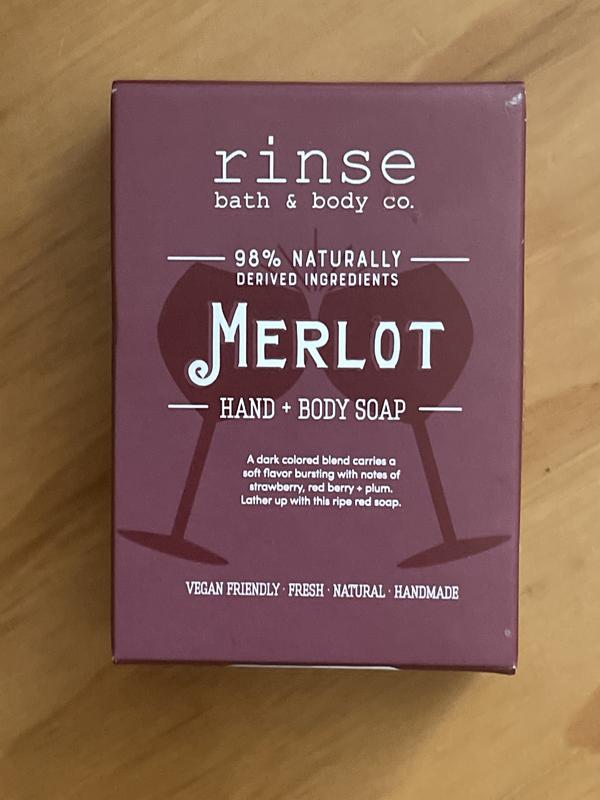 rinse
bath & body co.
98% NATURALLY
DERIVED INGREDIENTS
MERLOT
HAND + BODY SOAP
A dark colored blend carries a
soft flavor bursting with notes of
strawberry, red berry + plum.
Lather up with this ripe red soap.
VEGAN FRIENDLY · FRESH · NATURAL · HANDMADE